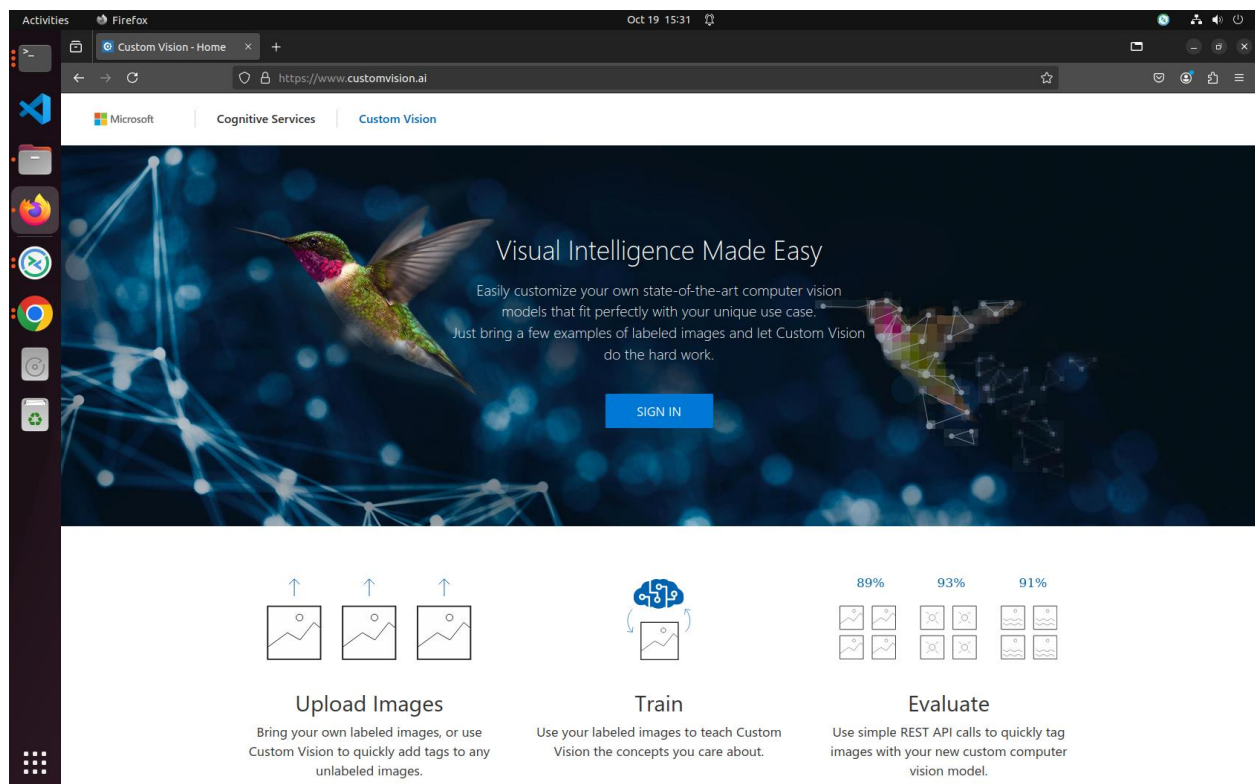 Activities Firefox Oct 19 15:31
Custom Vision - Home
https://www.customvision.ai
Microsoft Cognitive Services Custom Vision
Visual Intelligence Made Easy
Easily customize your own state-of-the-art computer vision
models that fit perfectly with your unique use case.
Just bring a few examples of labeled images and let Custom Vision
do the hard work.
SIGN IN
89% 93% 91%
Upload Images
Bring your own labeled images, or use
Custom Vision to quickly add tags to any
unlabeled images.
Train
Use your labeled images to teach Custom
Vision the concepts you care about.
Evaluate
Use simple REST API calls to quickly tag
images with your new custom computer
vision model.